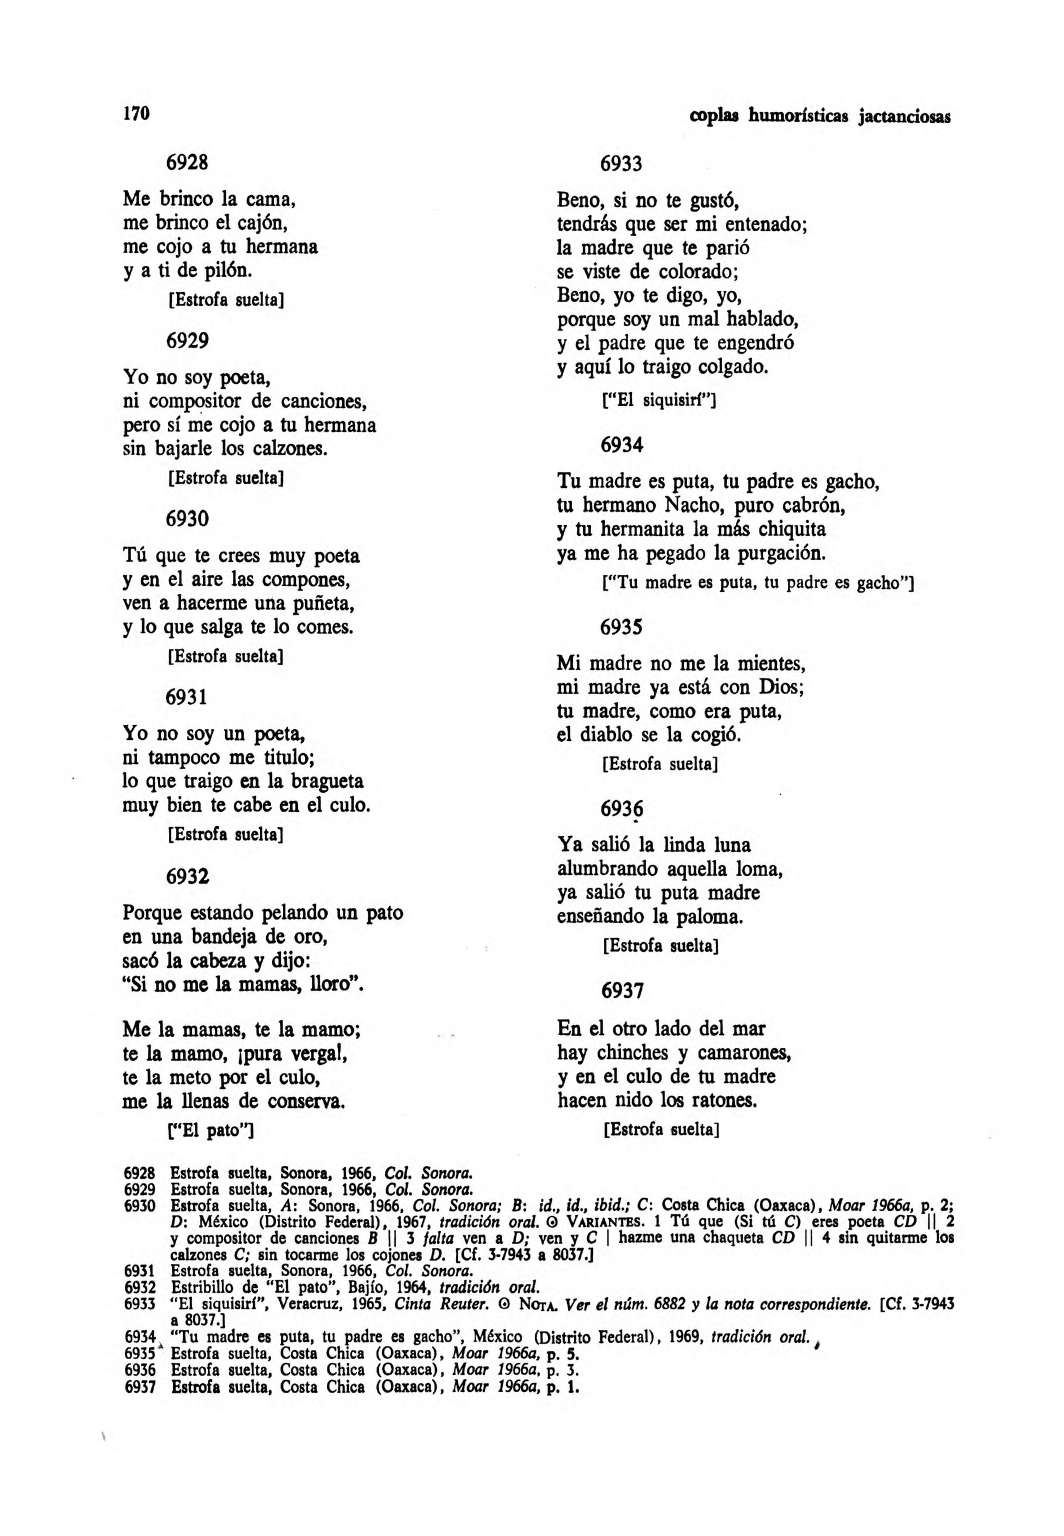 170
coplas humorísticas jactanciosas
6928
Me brinco la cama,
me brinco el cajón,
me cojo a tu hermana
y a ti de pilón.
[Estrofa suelta]
6929
Yo no soy poeta,
ni compositor de canciones,
pero sí me cojo a tu hermana
sin bajarle los calzones.
[Estrofa suelta]
6930
Tú que te crees muy poeta
y en el aire las compones,
ven a hacerme una puñeta,
y lo que salga te lo comes.
[Estrofa suelta]
6931
Yo no soy un poeta,
ni tampoco me titulo;
lo que traigo en la bragueta
muy bien te cabe en el culo.
[Estrofa suelta]
6932
Porque estando pelando un pato
en una bandeja de oro,
sacó la cabeza y dijo:
“Si no me la mamas, lloro”.
Me la mamas, te la mamo;
te la mamo, ¡pura verga!,
te la meto por el culo,
me la llenas de conserva.
[“El pato”]
6933
Beno, si no te gustó,
tendrás que ser mi entenado;
la madre que te parió
se viste de colorado;
Beno, yo te digo, yo,
porque soy un mal hablado,
y el padre que te engendró
y aquí lo traigo colgado.
[“El siquisirí”]
6934
Tu madre es puta, tu padre es gacho,
tu hermano Nacho, puro cabrón,
y tu hermanita la más chiquita
ya me ha pegado la purgación.
[“Tu madre es puta, tu padre es gacho”]
6935
Mi madre no me la mientes,
mi madre ya está con Dios;
tu madre, como era puta,
el diablo se la cogió.
[Estrofa suelta]
6936
Ya salió la linda luna
alumbrando aquella loma,
ya salió tu puta madre
enseñando la paloma.
[Estrofa suelta]
6937
En el otro lado del mar
hay chinches y camarones,
y en el culo de tu madre
hacen nido los ratones.
[Estrofa suelta]
6928 Estrofa suelta, Sonora, 1966, Col. Sonora.
6929 Estrofa suelta, Sonora, 1966, Col. Sonora.
6930 Estrofa suelta, A: Sonora, 1966, Col. Sonora; B: id., id., ibid.; C: Costa Chica (Oaxaca), Moar 1966a, p. 2;
D: México (Distrito Federal), 1967, tradición oral. ⊙ VARIANTES. 1 Tú que (Si tú C) eres poeta CD || 2
y compositor de canciones B || 3 falta ven a D; ven y C | hazme una chaqueta CD || 4 sin quitarme los
calzones C; sin tocarme los cojones D. [Cf. 3-7943 a 8037.]
6931 Estrofa suelta, Sonora, 1966, Col. Sonora.
6932 Estribillo de “El pato”, Bajío, 1964, tradición oral.
6933 “El siquisirí”, Veracruz, 1965, Cinta Reuter. ⊙ NOTA. Ver el núm. 6882 y la nota correspondiente. [Cf. 3-7943
a 8037.]
6934 “Tu madre es puta, tu padre es gacho”, México (Distrito Federal), 1969, tradición oral.
6935 Estrofa suelta, Costa Chica (Oaxaca), Moar 1966a, p. 5.
6936 Estrofa suelta, Costa Chica (Oaxaca), Moar 1966a, p. 3.
6937 Estrofa suelta, Costa Chica (Oaxaca), Moar 1966a, p. 1.